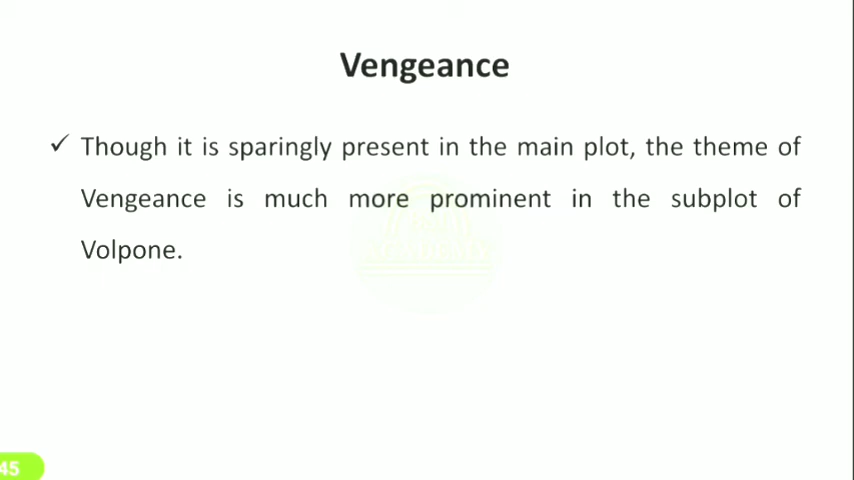 Vengeance
✓ Though it is sparingly present in the main plot, the theme of
Vengeance is much more prominent in the subplot of
Volpone.
45